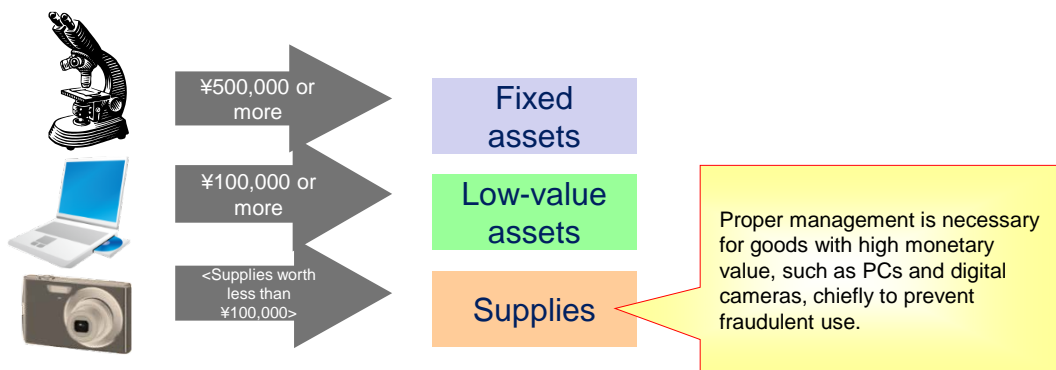 ¥500,000 or
more
Fixed
assets
¥100,000 or
more
Low-value
assets
<Supplies worth
less than
¥100,000>
Supplies
Proper management is necessary
for goods with high monetary
value, such as PCs and digital
cameras, chiefly to prevent
fraudulent use.